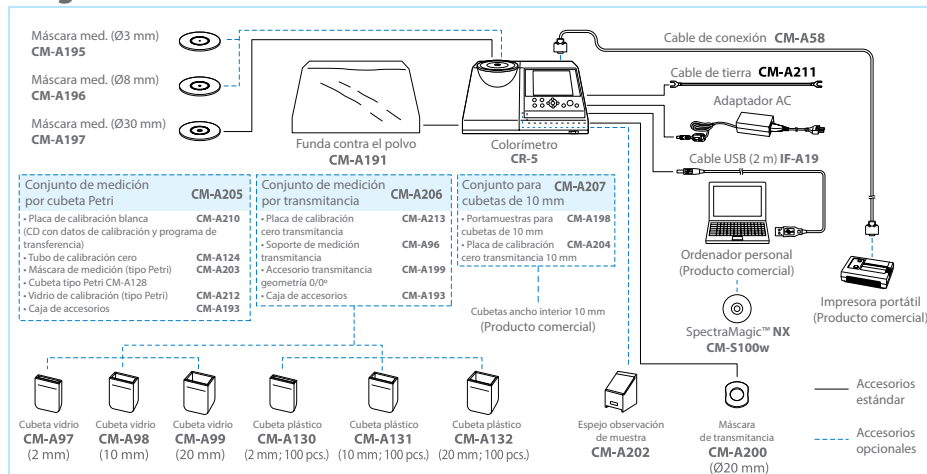 Máscara med. (Ø3 mm)
CM-A195
Máscara med. (Ø8 mm)
CM-A196
Máscara med. (Ø30 mm)
CM-A197
Funda contra el polvo
CM-A191
Colorímetro
CR-5
Cable de conexión CM-A58
Cable de tierra CM-A211
Adaptador AC
Cable USB (2 m) IF-A19
Ordenador personal
(Producto comercial)
SpectraMagic™ NX
CM-S100w
Impresora portátil
(Producto comercial)
Conjunto de medición
por cubeta Petri CM-A205
• Placa de calibración blanca CM-A210
(CD con datos de calibración y programa de
transferencia)
• Tubo de calibración cero CM-A124
• Máscara de medición (tipo Petri) CM-A203
• Cubeta tipo Petri CM-A128
• Vidrio de calibración (tipo Petri) CM-A212
• Caja de accesorios CM-A193
Conjunto de medición
por transmitancia CM-A206
• Placa de calibración CM-A213
cero transmitancia
• Soporte de medición CM-A96
transmitancia
• Accesorio transmitancia CM-A199
geometría 0/0º
• Caja de accesorios CM-A193
Conjunto para CM-A207
cubetas de 10 mm
• Portamuestras para CM-A198
cubetas de 10 mm
• Placa de calibración CM-A204
cero transmitancia 10 mm
Cubetas ancho interior 10 mm
(Producto comercial)
Cubeta vidrio
CM-A97
(2 mm)
Cubeta vidrio
CM-A98
(10 mm)
Cubeta vidrio
CM-A99
(20 mm)
Cubeta plástico
CM-A130
(2 mm; 100 pcs.)
Cubeta plástico
CM-A131
(10 mm; 100 pcs.)
Cubeta plástico
CM-A132
(20 mm; 100 pcs.)
Espejo observación
de muestra
CM-A202
Máscara
de transmitancia
CM-A200
(Ø20 mm)
Accesorios
estándar
Accesorios
opcionales